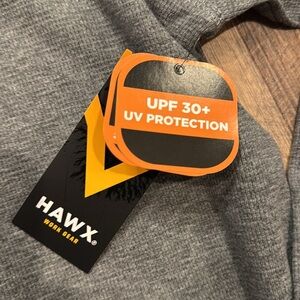 UPF 30+
UV PROTECTION
HAWX®
WORK GEAR